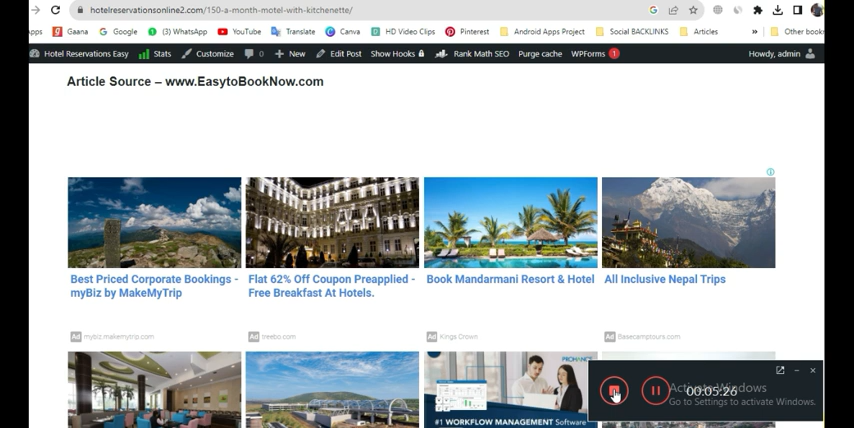 hotelreservationsonline2.com/150-a-month-motel-with-kitchenette/
pps Gaana Google (3) WhatsApp YouTube Translate Canva HD Video Clips Pinterest Android Apps Project Social BACKLINKS Articles » Other book
Hotel Reservations Easy Stats Customize 0 + New Edit Post Show Hooks Rank Math SEO Purge cache WPForms 1 Howdy, admin
Article Source – www.EasytoBookNow.com
Best Priced Corporate Bookings -
myBiz by MakeMyTrip
Ad mybiz.makemytrip.com
Flat 62% Off Coupon Preapplied -
Free Breakfast At Hotels.
Ad treebo.com
Book Mandarmani Resort & Hotel
Ad Kings Crown
All Inclusive Nepal Trips
Ad Basecamptours.com
PROHANCE
#1 WORKFLOW MANAGEMENT Software
00:05:26
Activate Windows
Go to Settings to activate Windows.